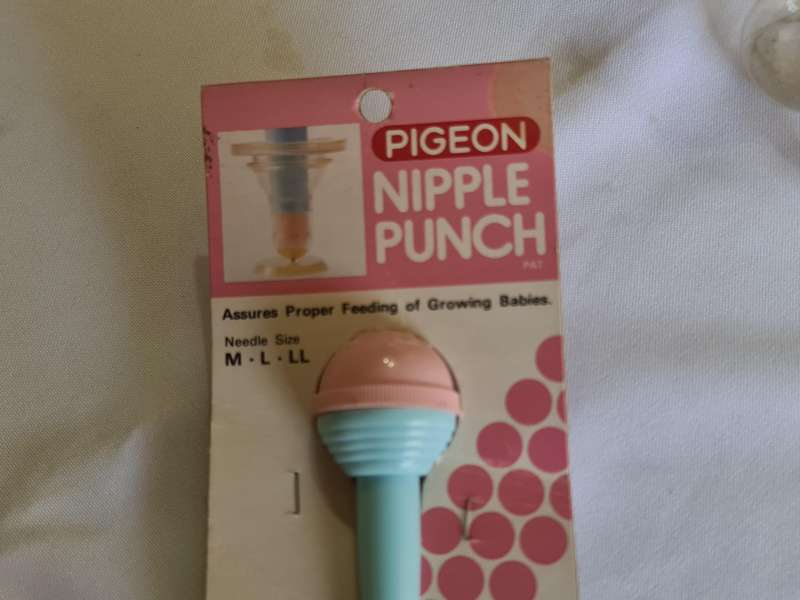 PIGEON
NIPPLE
PUNCH
PAT
Assures Proper Feeding of Growing Babies.
Needle Size
M · L · LL